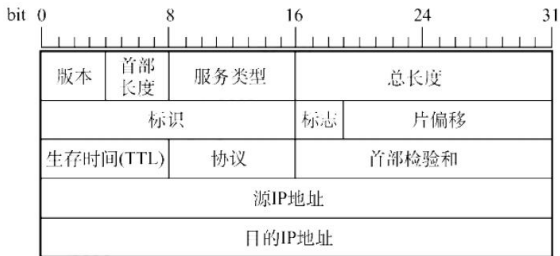 bit 0 8 16 24 31
版本 首部长度 服务类型 总长度
标识 标志 片偏移
生存时间(TTL) 协议 首部检验和
源IP地址
目的IP地址